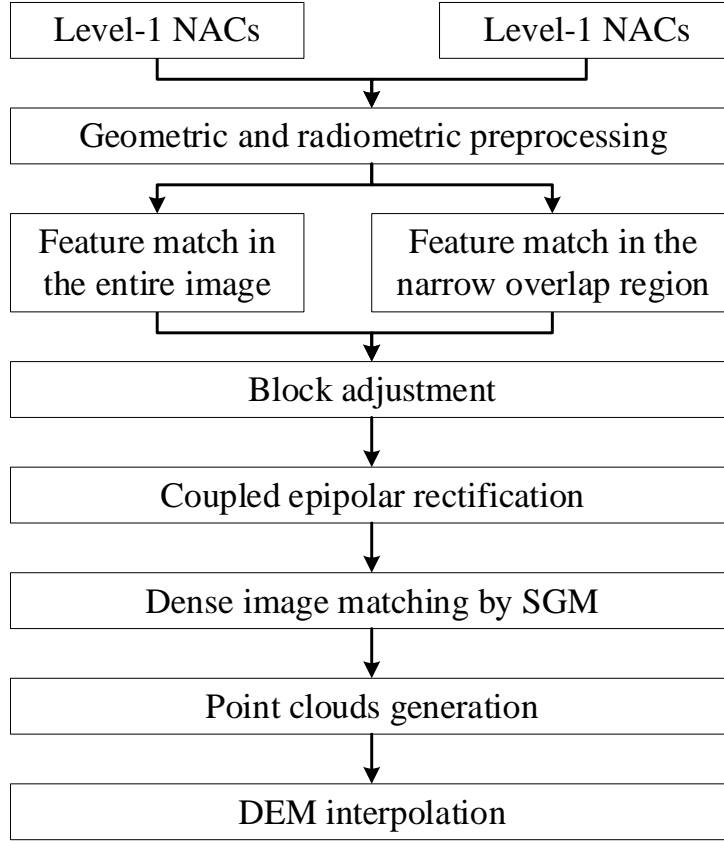 Level-1 NACs
Level-1 NACs
Geometric and radiometric preprocessing
Feature match in
the entire image
Feature match in the
narrow overlap region
Block adjustment
Coupled epipolar rectification
Dense image matching by SGM
Point clouds generation
DEM interpolation